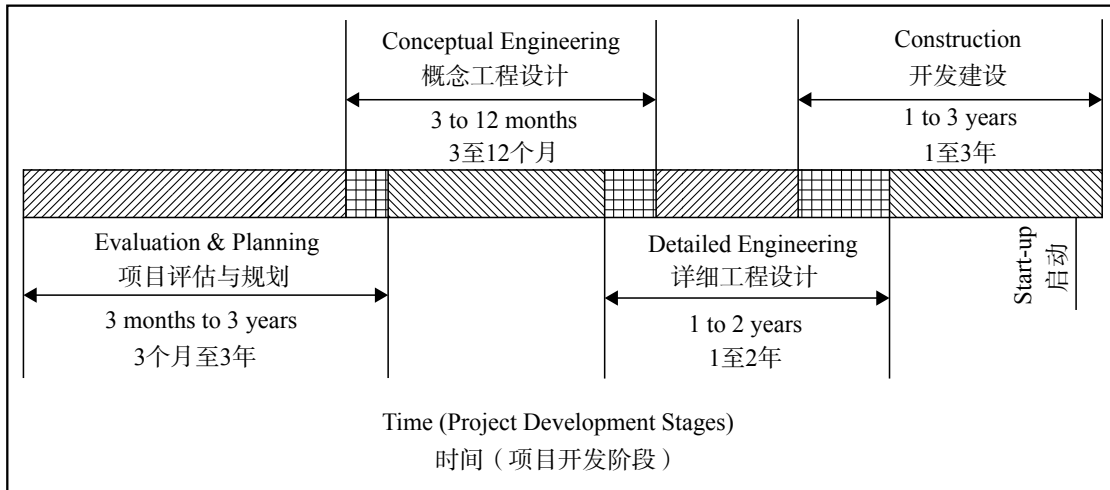 Conceptual Engineering
概念工程设计
3 to 12 months
3至12个月
Construction
开发建设
1 to 3 years
1至3年
Evaluation & Planning
项目评估与规划
3 months to 3 years
3个月至3年
Detailed Engineering
详细工程设计
1 to 2 years
1至2年
Start-up
启动
Time (Project Development Stages)
时间（项目开发阶段）